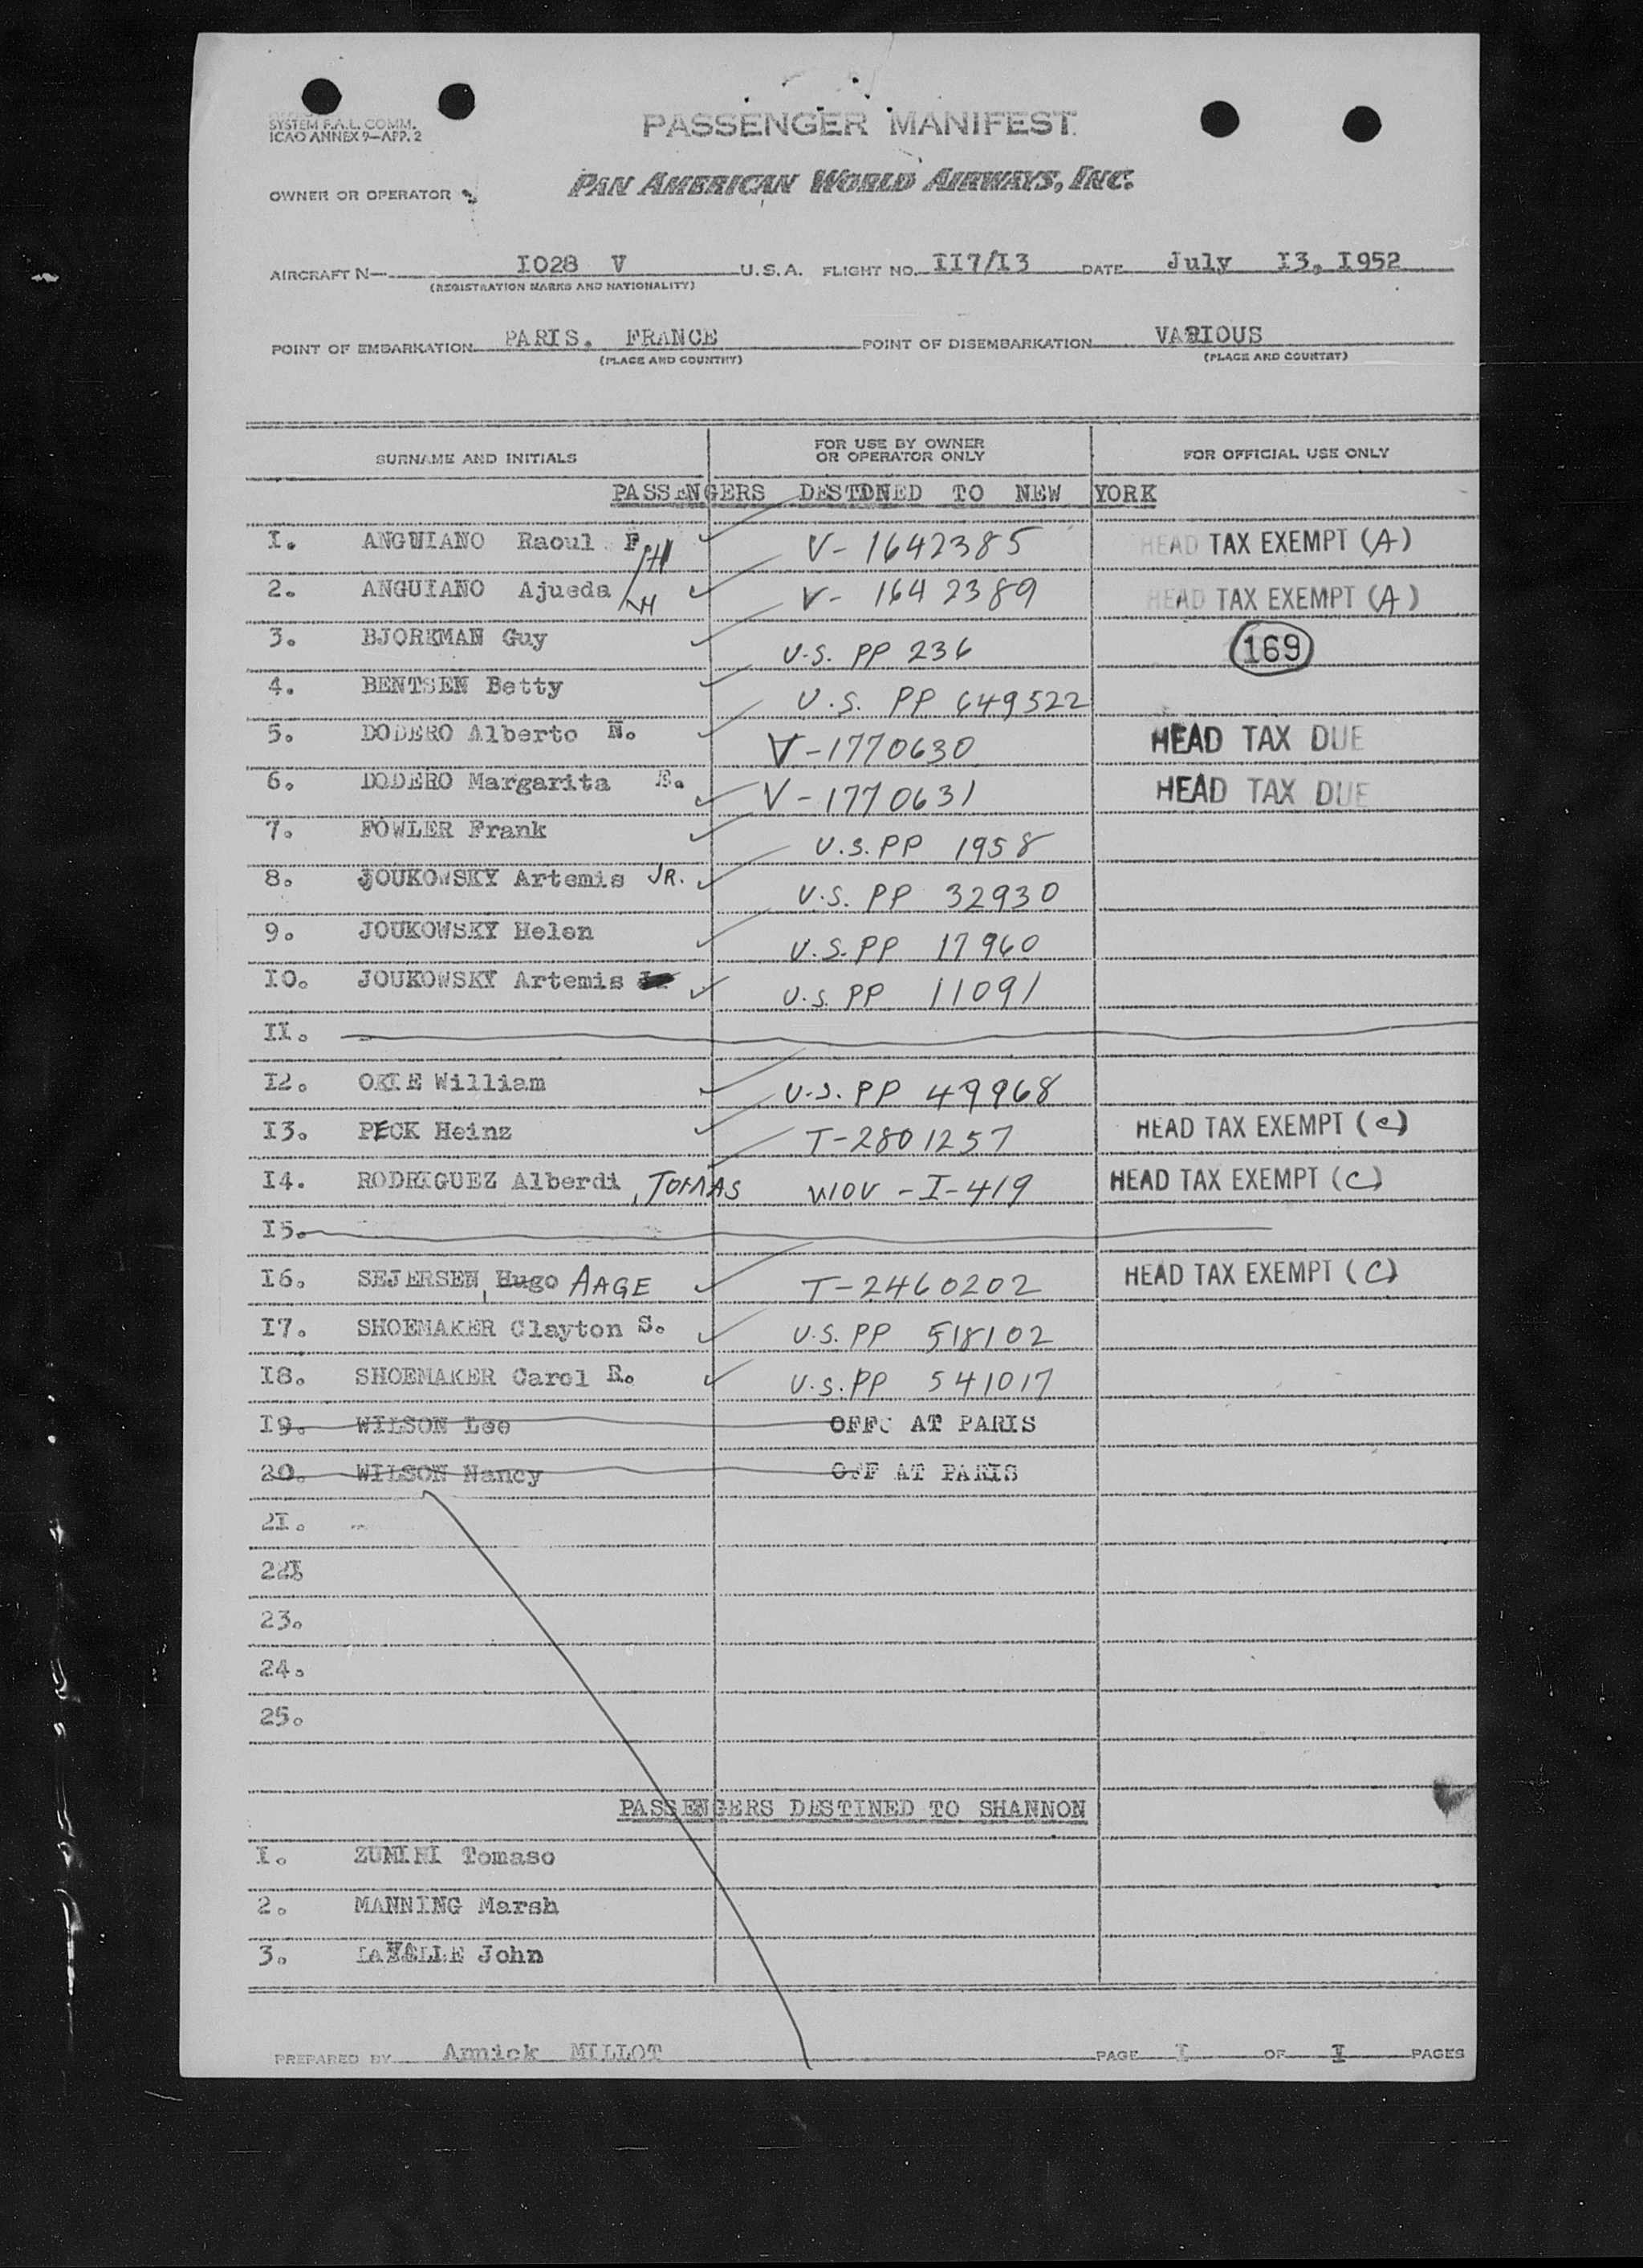 SYSTEM F.A.L. COMM.
ICAO ANNEX 9—APP. 2
PASSENGER MANIFEST
OWNER OR OPERATOR
PAN AMERICAN WORLD AIRWAYS, INC.
AIRCRAFT N— I028 V U.S.A. FLIGHT NO. II7/I3 DATE July I3, I952
(REGISTRATION MARKS AND NATIONALITY)
POINT OF EMBARKATION PARIS, FRANCE POINT OF DISEMBARKATION VARIOUS
(PLACE AND COUNTRY) (PLACE AND COUNTRY)
SURNAME AND INITIALS FOR USE BY OWNER OR OPERATOR ONLY FOR OFFICIAL USE ONLY
PASSENGERS DESTINED TO NEW YORK
I. ANGUIANO Raoul F H V-1642385 HEAD TAX EXEMPT (A)
2. ANGUIANO Ajueda H V- 1642389 HEAD TAX EXEMPT (A)
3. BJORKMAN Guy U.S. PP 236 169
4. BENTSEN Betty U.S. PP 649522
5. DODERO Alberto N. V-1770630 HEAD TAX DUE
6. DODERO Margarita E. V-1770631 HEAD TAX DUE
7. FOWLER Frank U.S. PP 1958
8. JOUKOWSKY Artemis JR. U.S. PP 32930
9. JOUKOWSKY Helen U.S. PP 17960
I0. JOUKOWSKY Artemis U.S. PP 11091
II.
I2. OKIE William U.S. PP 49968
I3. PECK Heinz T-2801257 HEAD TAX EXEMPT (C)
I4. RODRIGUEZ Alberdi, TOMAS WIOV-I-419 HEAD TAX EXEMPT (C)
I5.
I6. SEJERSEN, Hugo AAGE T-2460202 HEAD TAX EXEMPT (C)
I7. SHOEMAKER Clayton S. U.S. PP 518102
I8. SHOEMAKER Carol R. U.S. PP 541017
I9. WILSON Lee OFF AT PARIS
20. WILSON Nancy OFF AT PARIS
2I.
22
23.
24.
25.
PASSENGERS DESTINED TO SHANNON
I. ZUMINI Tomaso
2. MANNING Marsh
3. John
PREPARED BY Annick MILLOT PAGE I OF I PAGES